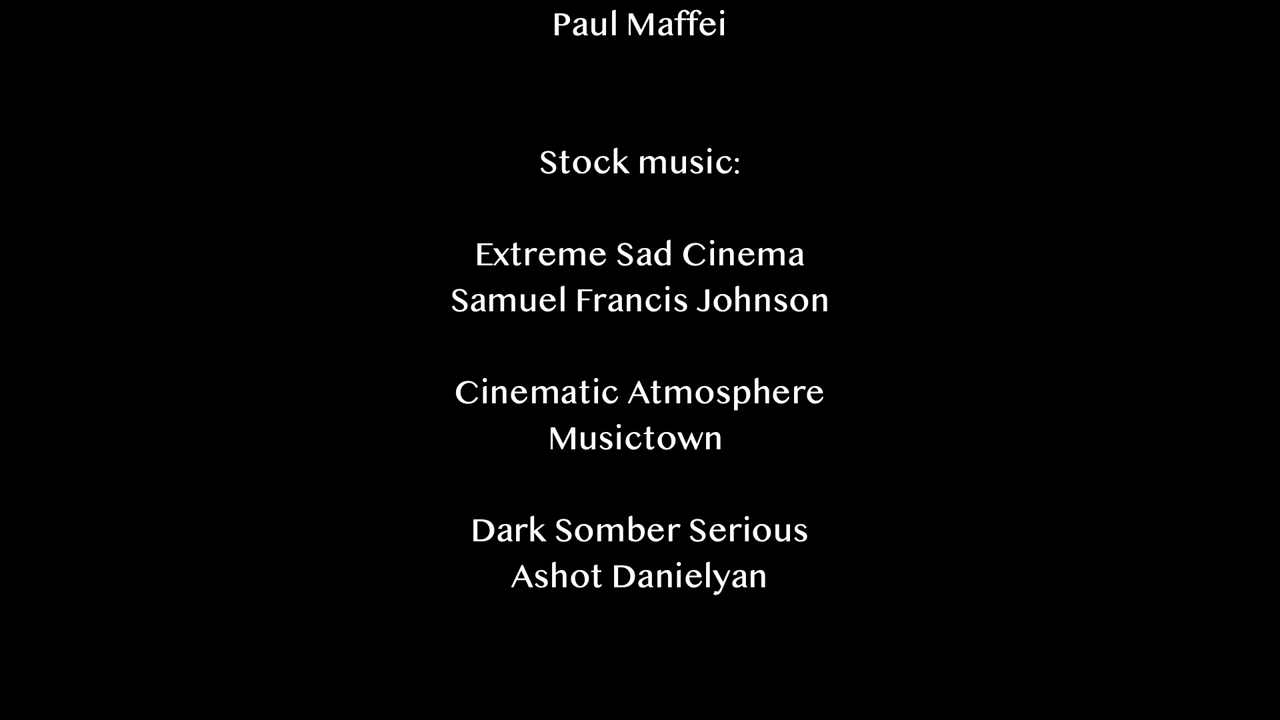 Paul Maffei
Stock music:
Extreme Sad Cinema
Samuel Francis Johnson
Cinematic Atmosphere
Musictown
Dark Somber Serious
Ashot Danielyan